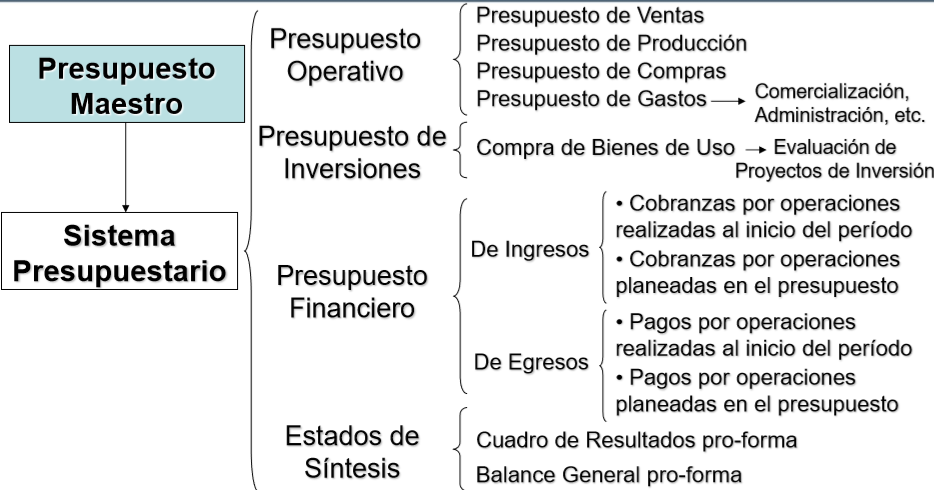 Presupuesto
Maestro
Sistema
Presupuestario
Presupuesto
Operativo
Presupuesto de Ventas
Presupuesto de Producción
Presupuesto de Compras
Presupuesto de Gastos
Comercialización,
Administración, etc.
Presupuesto de
Inversiones
Compra de Bienes de Uso
Evaluación de
Proyectos de Inversión
Presupuesto
Financiero
De Ingresos
• Cobranzas por operaciones
realizadas al inicio del período
• Cobranzas por operaciones
planeadas en el presupuesto
De Egresos
• Pagos por operaciones
realizadas al inicio del período
• Pagos por operaciones
planeadas en el presupuesto
Estados de
Síntesis
Cuadro de Resultados pro-forma
Balance General pro-forma